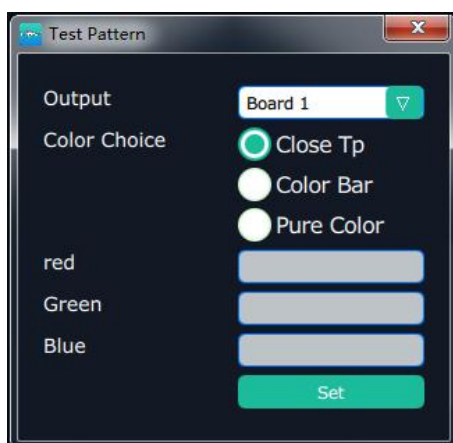 Test Pattern
Output
Board 1
Color Choice
Close Tp
Color Bar
Pure Color
red
Green
Blue
Set